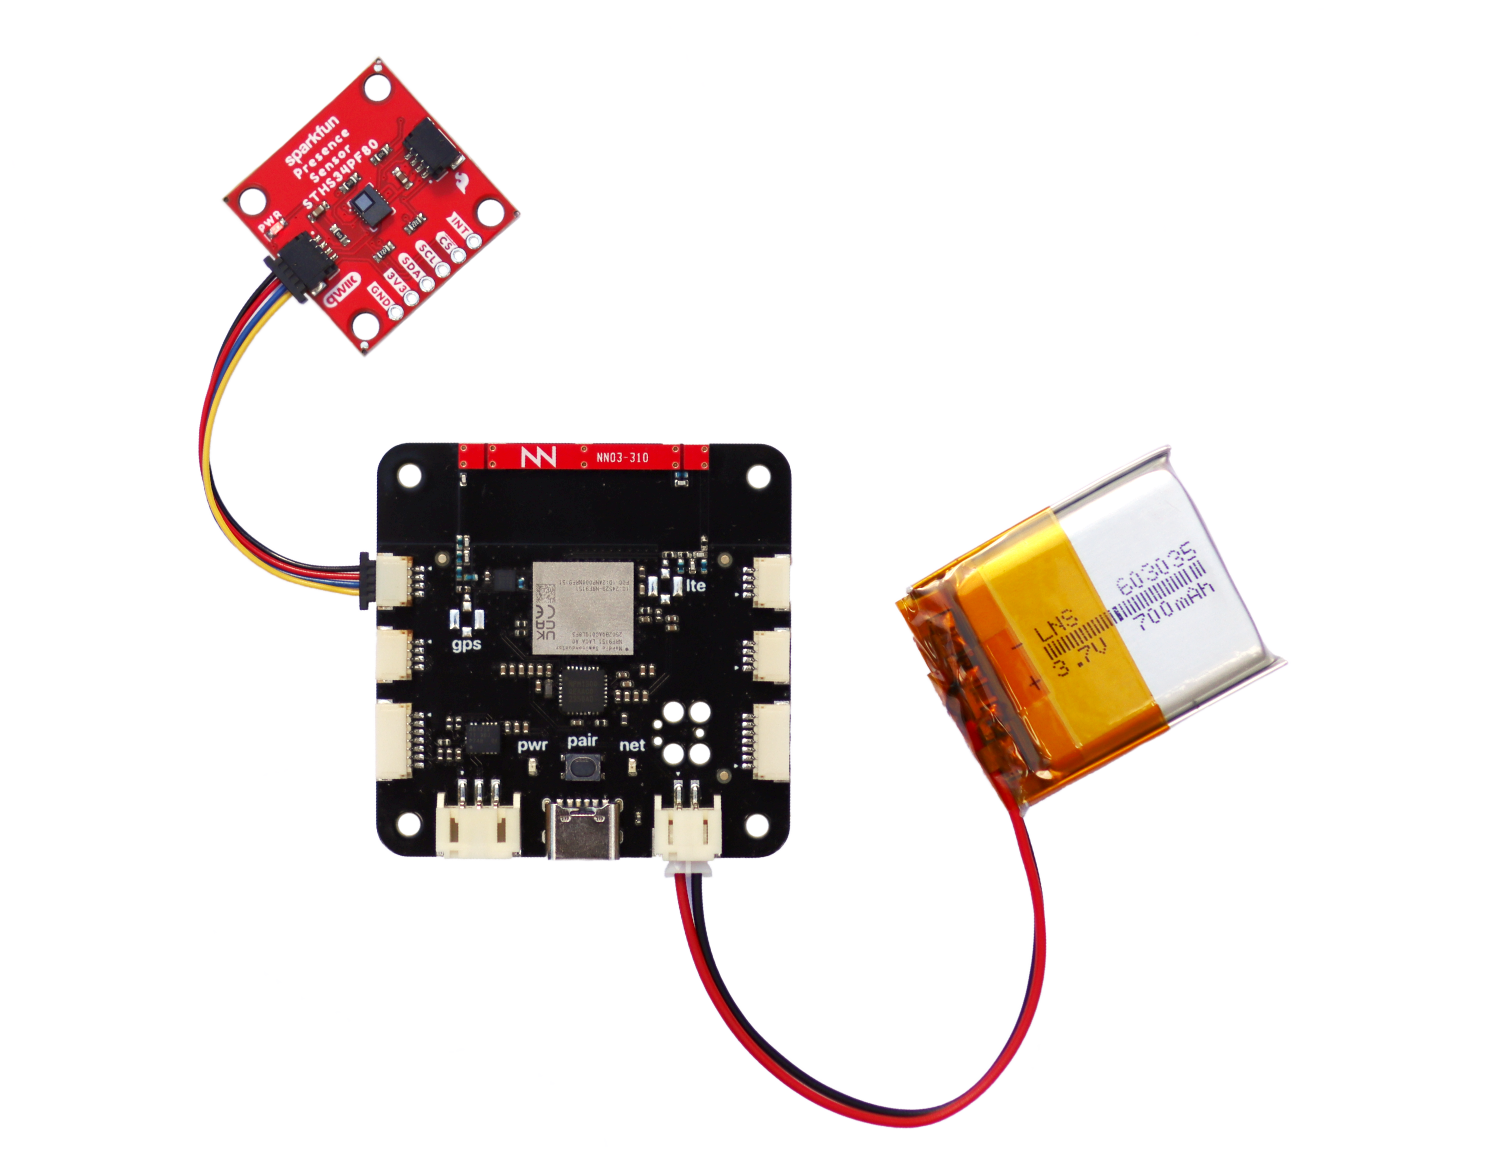 sparkfun
Presence
Sensor
STHS34PF80
PWR
INT
CS
SCL
SDA
3V3
GND
qwiic
NN03-310
lte
gps
pwr
pair
net
603035
700mAh
LNS
3.7V
-
+